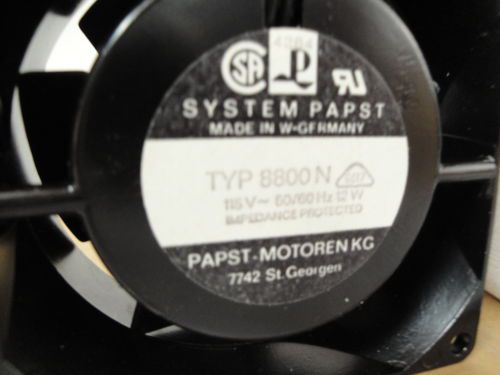 4284
SYSTEM PAPST
MADE IN W-GERMANY
TYP 8800 N
115 V~ 50/60 Hz 12 W
IMPEDANCE PROTECTED
PAPST-MOTOREN KG
7742 St. Georgen